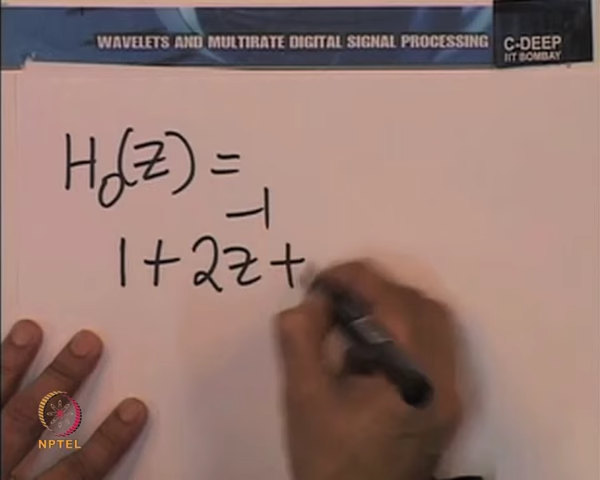 WAVELETS AND MULTIRATE DIGITAL SIGNAL PROCESSING
C-DEEP
IIT BOMBAY
H₀(Z) =
1 + 2z⁻¹ +
NPTEL